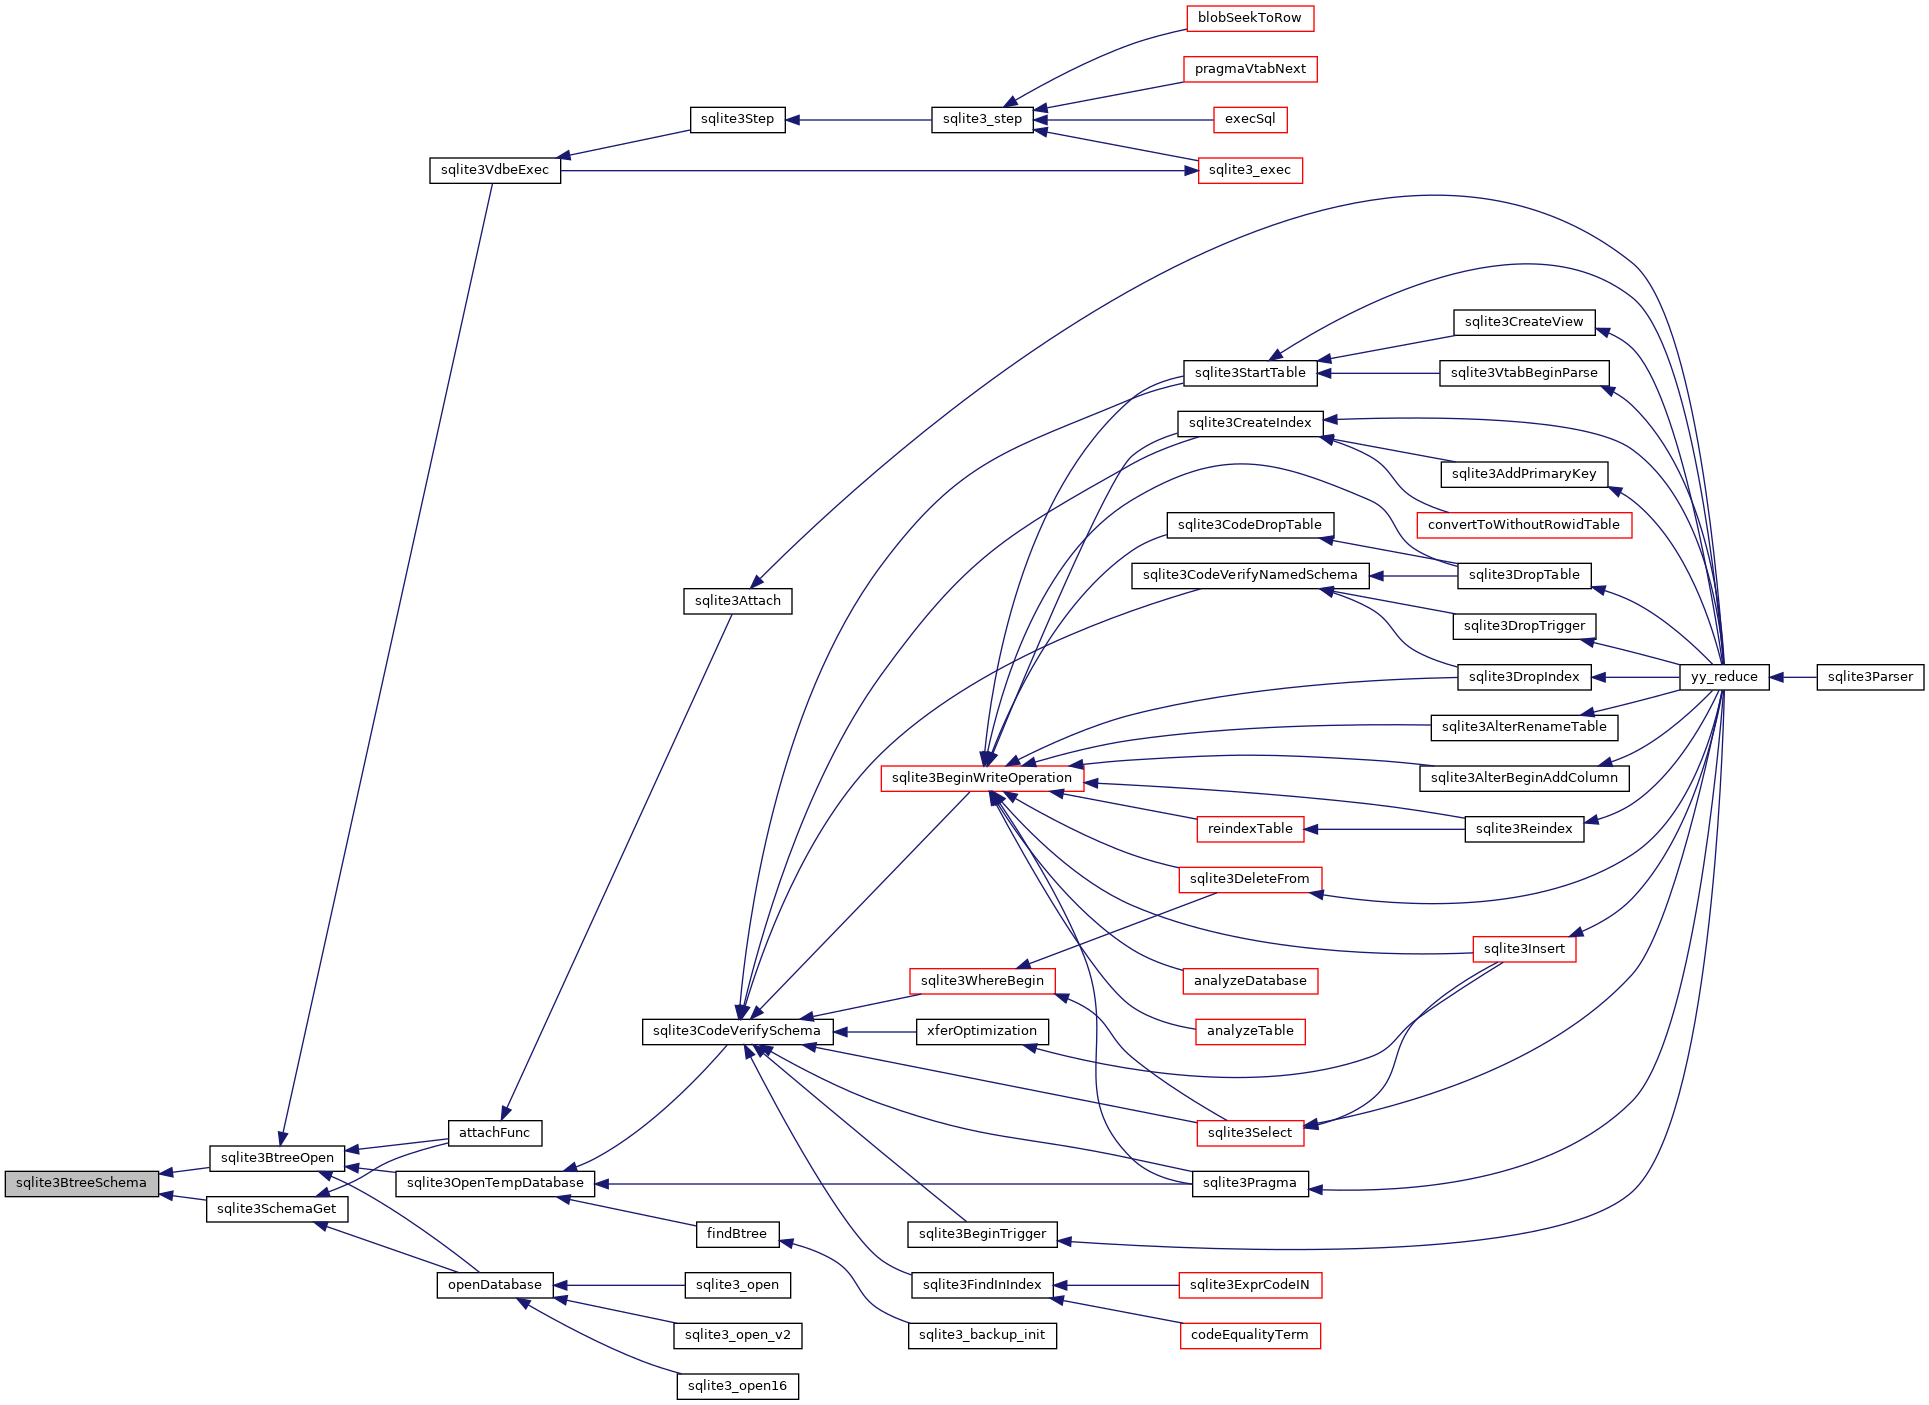 blobSeekToRow
pragmaVtabNext
sqlite3Step
sqlite3_step
execSql
sqlite3VdbeExec
sqlite3_exec
sqlite3CreateView
sqlite3StartTable
sqlite3VtabBeginParse
sqlite3CreateIndex
sqlite3AddPrimaryKey
sqlite3CodeDropTable
convertToWithoutRowidTable
sqlite3CodeVerifyNamedSchema
sqlite3DropTable
sqlite3Attach
sqlite3DropTrigger
sqlite3DropIndex
yy_reduce
sqlite3Parser
sqlite3AlterRenameTable
sqlite3BeginWriteOperation
sqlite3AlterBeginAddColumn
reindexTable
sqlite3Reindex
sqlite3DeleteFrom
sqlite3Insert
sqlite3WhereBegin
analyzeDatabase
sqlite3CodeVerifySchema
xferOptimization
analyzeTable
attachFunc
sqlite3Select
sqlite3BtreeOpen
sqlite3BtreeSchema
sqlite3OpenTempDatabase
sqlite3Pragma
sqlite3SchemaGet
findBtree
sqlite3BeginTrigger
openDatabase
sqlite3_open
sqlite3FindInIndex
sqlite3ExprCodeIN
sqlite3_open_v2
sqlite3_backup_init
codeEqualityTerm
sqlite3_open16